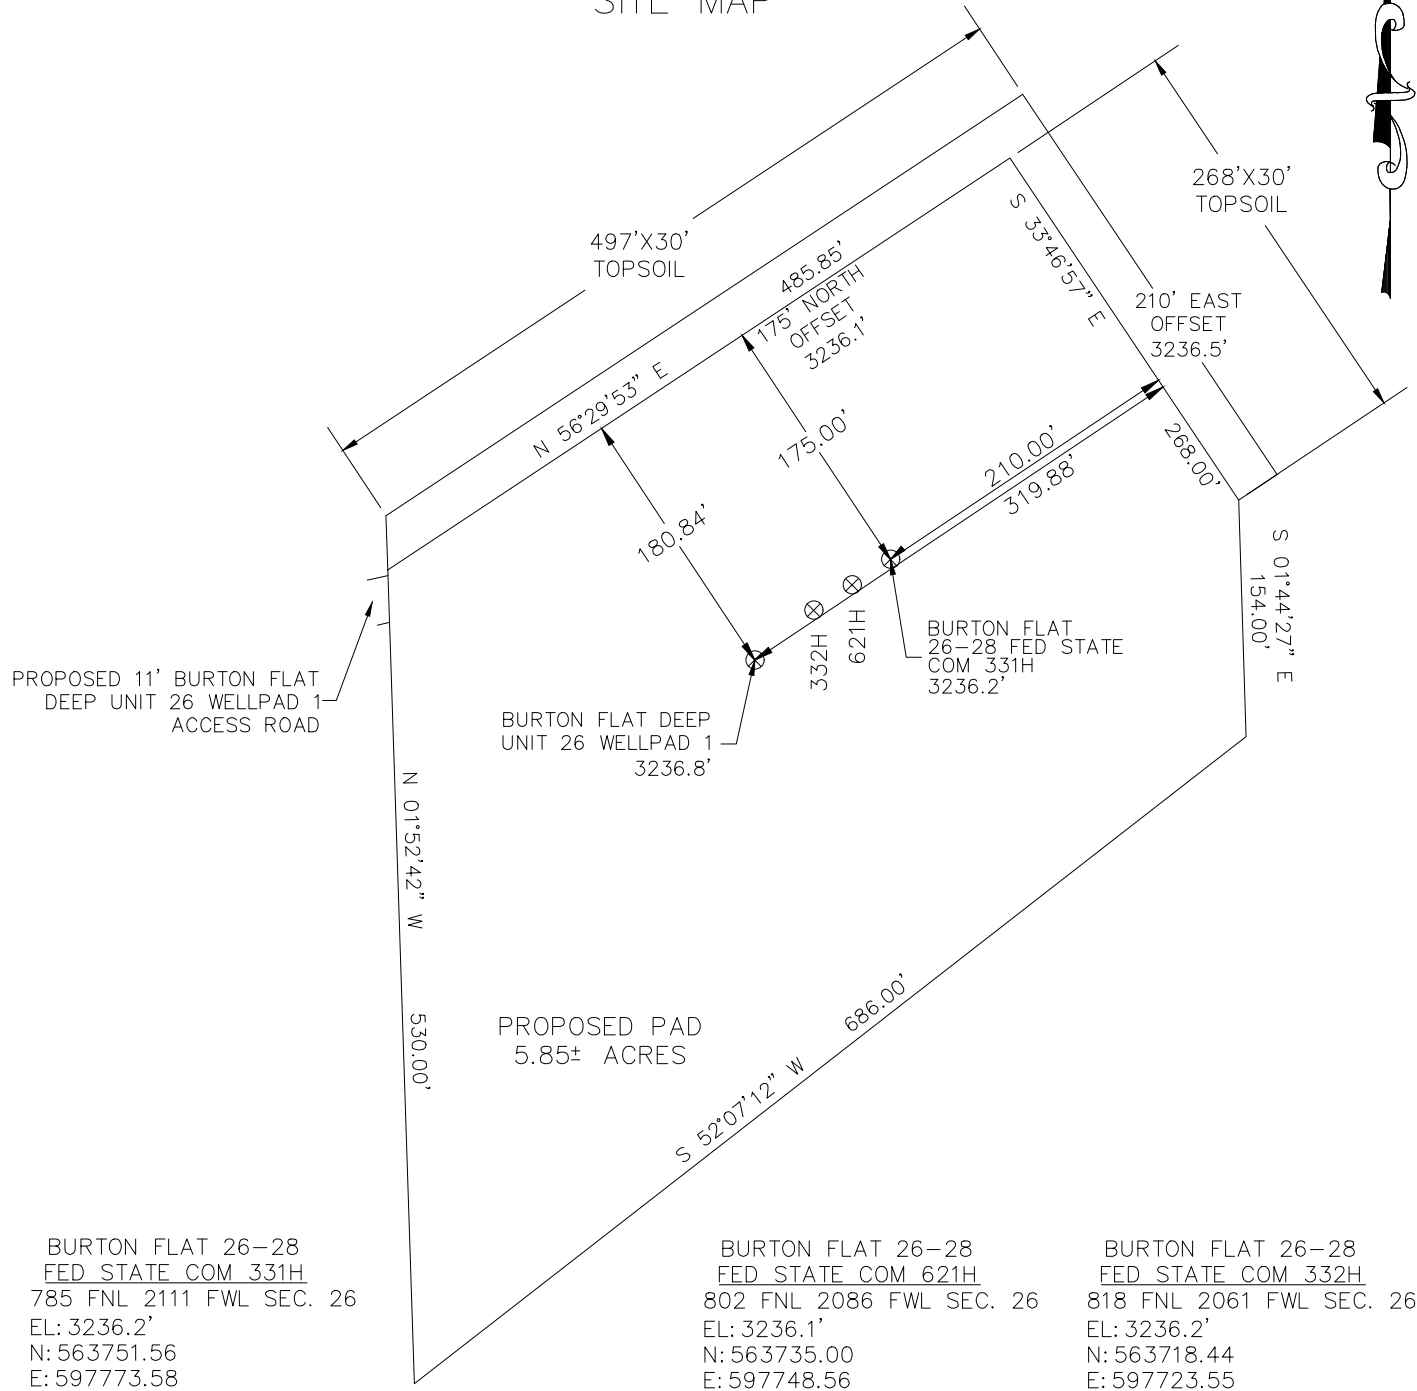 SITE MAP
268'X30'
TOPSOIL
497'X30'
TOPSOIL
S 33°46'57" E
485.85'
175' NORTH
OFFSET
3236.1'
210' EAST
OFFSET
3236.5'
N 56°29'53" E
175.00'
210.00'
319.88'
268.00'
180.84'
S 01°44'27" E
154.00'
332H
621H
BURTON FLAT
26-28 FED STATE
COM 331H
3236.2'
PROPOSED 11' BURTON FLAT
DEEP UNIT 26 WELLPAD 1
ACCESS ROAD
BURTON FLAT DEEP
UNIT 26 WELLPAD 1
3236.8'
N 01°52'42" W
530.00'
PROPOSED PAD
5.85± ACRES
686.00'
S 52°07'12" W
BURTON FLAT 26-28
FED STATE COM 331H
785 FNL 2111 FWL SEC. 26
EL: 3236.2'
N: 563751.56
E: 597773.58
BURTON FLAT 26-28
FED STATE COM 621H
802 FNL 2086 FWL SEC. 26
EL: 3236.1'
N: 563735.00
E: 597748.56
BURTON FLAT 26-28
FED STATE COM 332H
818 FNL 2061 FWL SEC. 26
EL: 3236.2'
N: 563718.44
E: 597723.55